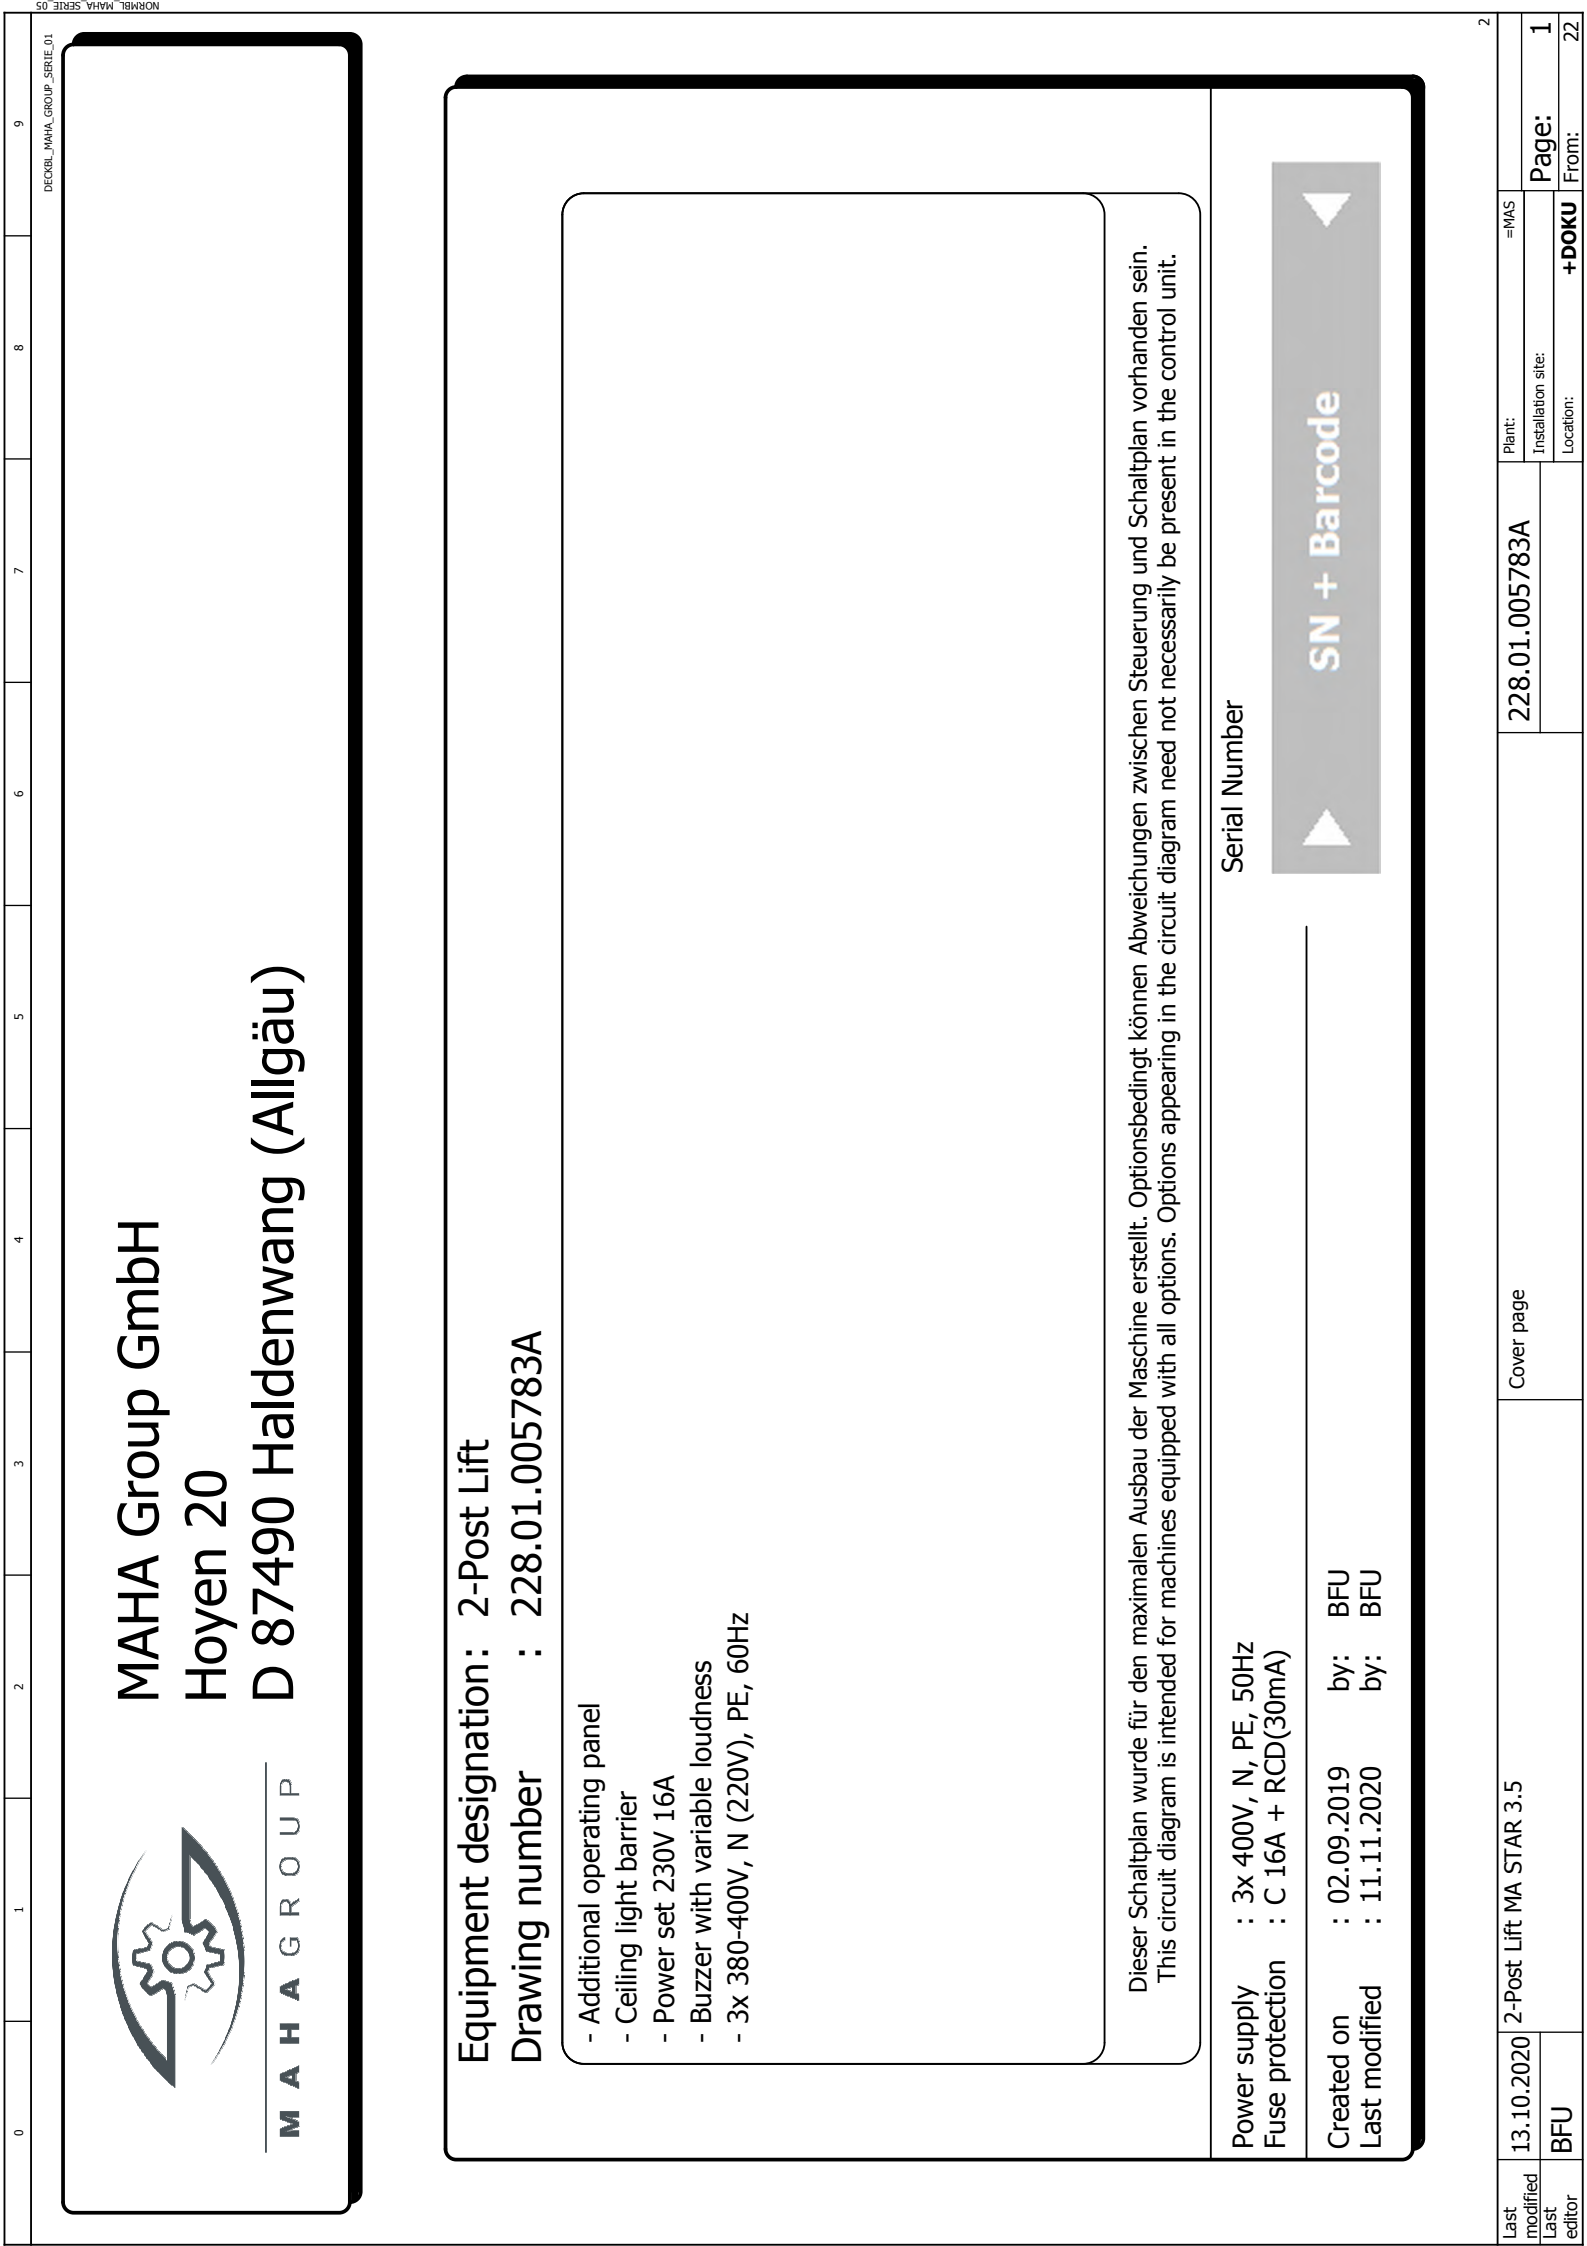 NORMBL_MAHA_SERIE_05
0 1 2 3 4 5 6 7 8 9
DECKBL_MAHA_GROUP_SERIE_01
MAHA GROUP
MAHA Group GmbH
Hoyen 20
D 87490 Haldenwang (Allgäu)
Equipment designation: 2-Post Lift
Drawing number : 228.01.005783A
- Additional operating panel
- Ceiling light barrier
- Power set 230V 16A
- Buzzer with variable loudness
- 3x 380-400V, N (220V), PE, 60Hz
Dieser Schaltplan wurde für den maximalen Ausbau der Maschine erstellt. Optionsbedingt können Abweichungen zwischen Steuerung und Schaltplan vorhanden sein.
This circuit diagram is intended for machines equipped with all options. Options appearing in the circuit diagram need not necessarily be present in the control unit.
Power supply : 3x 400V, N, PE, 50Hz
Fuse protection : C 16A + RCD(30mA)
Created on : 02.09.2019 by: BFU
Last modified : 11.11.2020 by: BFU
Serial Number
SN + Barcode
2
Last modified 13.10.2020
Last editor BFU
2-Post Lift MA STAR 3.5
Cover page
228.01.005783A
Plant: =MAS
Installation site:
Location: +DOKU
Page: 1
From: 22